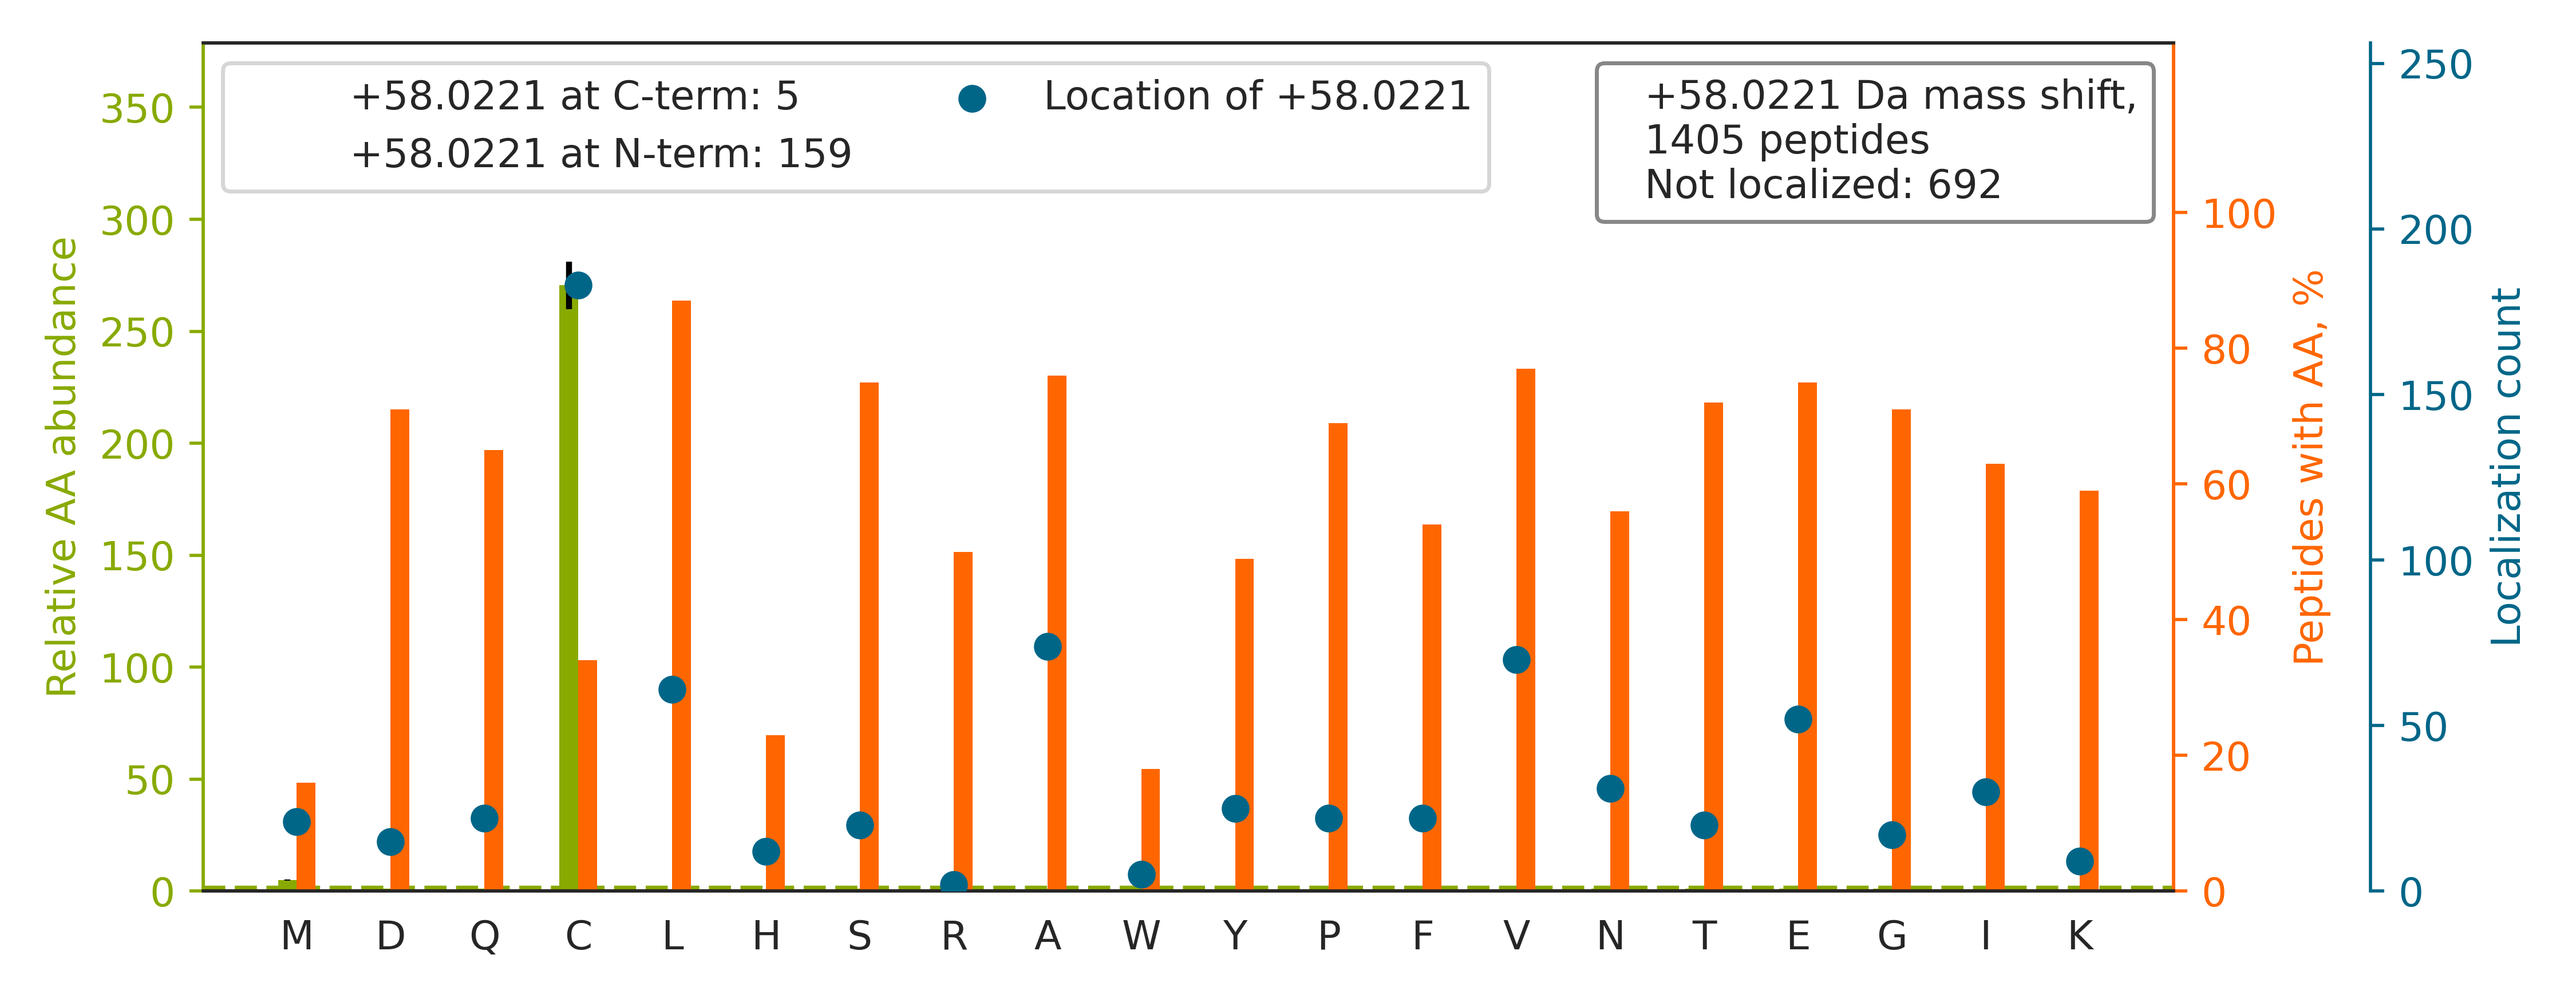 +58.0221 at C-term: 5
+58.0221 at N-term: 159
Location of +58.0221
+58.0221 Da mass shift,
1405 peptides
Not localized: 692
Relative AA abundance
350
300
250
200
150
100
50
0
Peptides with AA, %
100
80
60
40
20
0
Localization count
250
200
150
100
50
0
M D Q C L H S R A W Y P F V N T E G I K